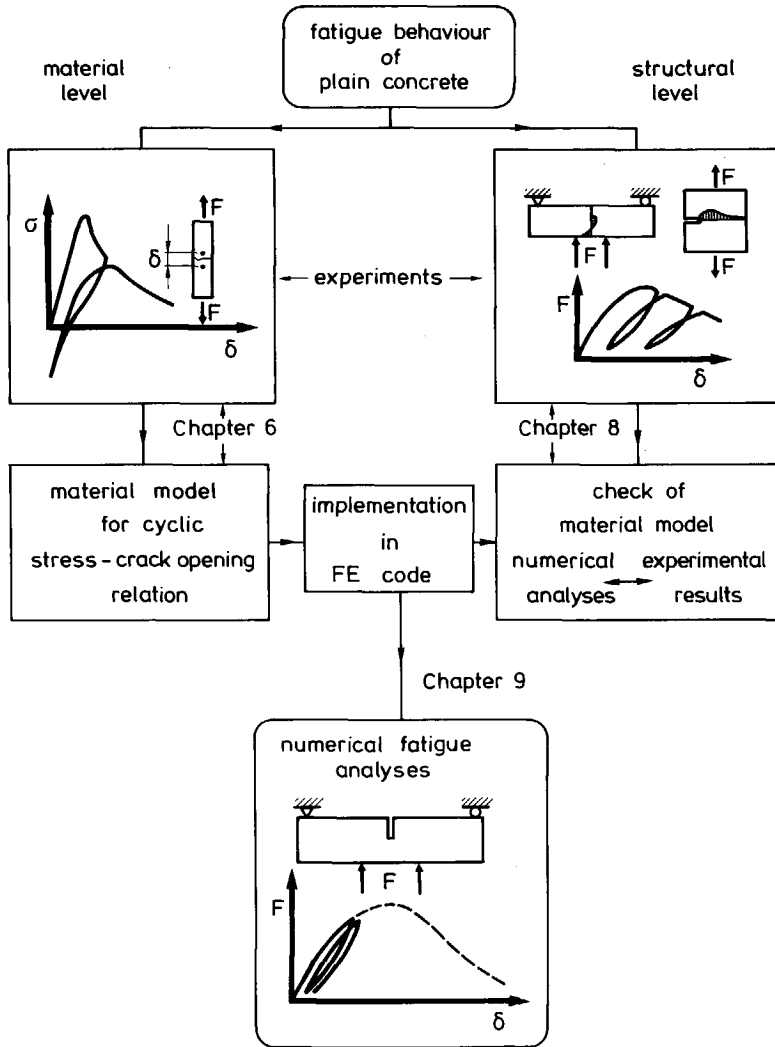 fatigue behaviour
of
plain concrete
material
level
structural
level
σ
δ
F
F
δ
experiments
F
F
F
F
δ
Chapter 6
Chapter 8
material model
for cyclic
stress-crack opening
relation
implementation
in
FE code
check of
material model
numerical experimental
analyses results
Chapter 9
numerical fatigue
analyses
F
F
δ